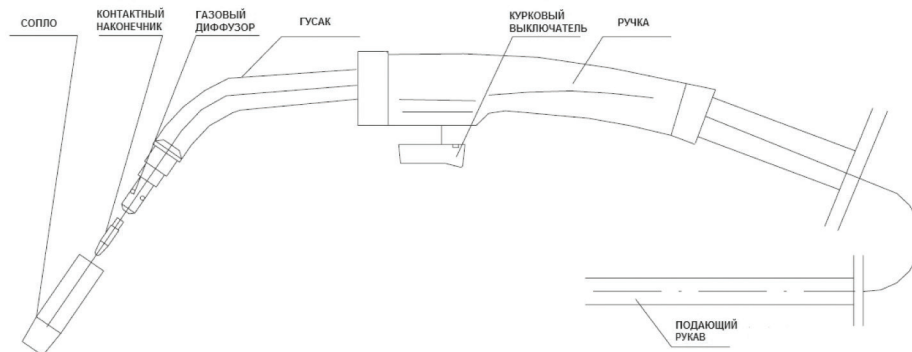 СОПЛО
КОНТАКТНЫЙ
НАКОНЕЧНИК
ГАЗОВЫЙ
ДИФФУЗОР
ГУСАК
КУРКОВЫЙ
ВЫКЛЮЧАТЕЛЬ
РУЧКА
ПОДАЮЩИЙ
РУКАВ